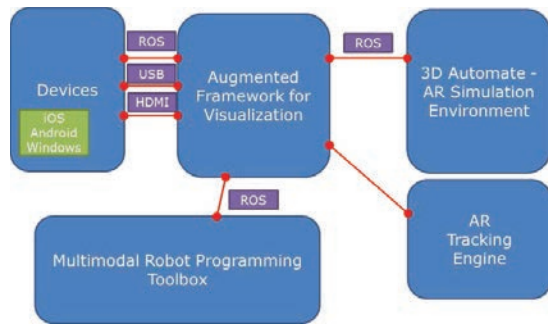 Devices
iOS
Android
Windows
ROS
USB
HDMI
Augmented
Framework for
Visualization
ROS
3D Automate -
AR Simulation
Environment
ROS
Multimodal Robot Programming
Toolbox
AR
Tracking
Engine